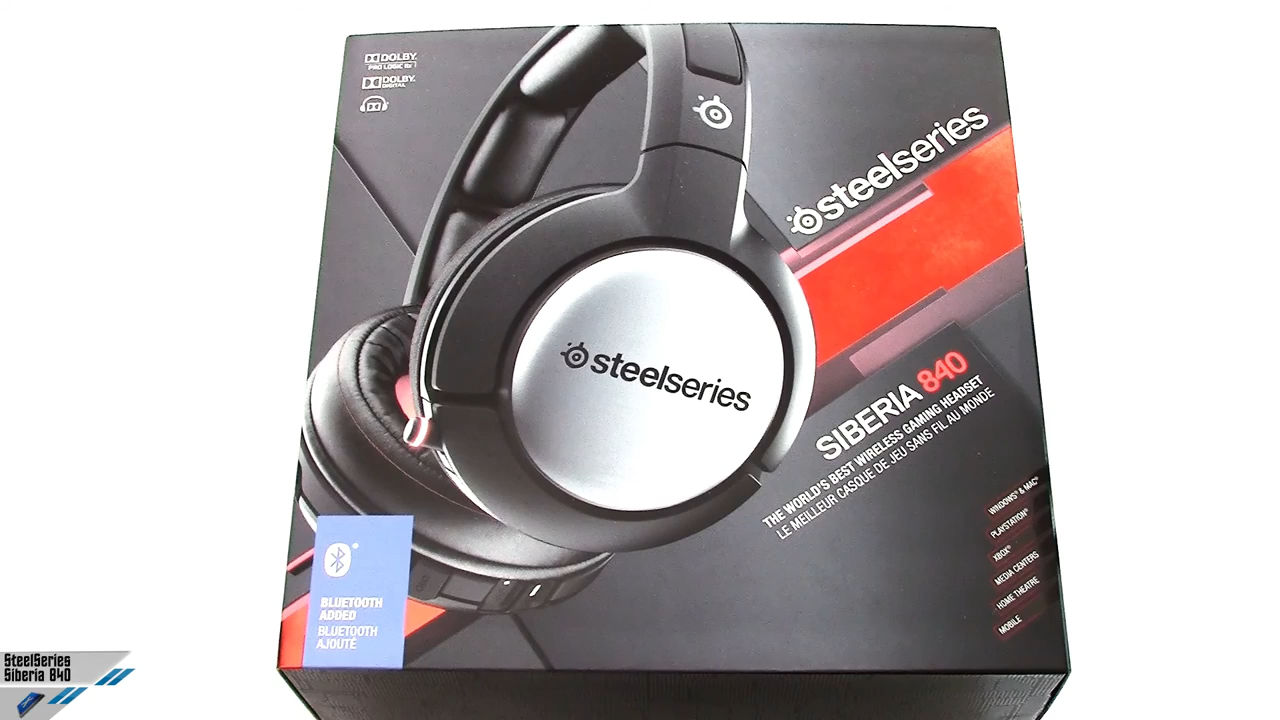 DOLBY
PRO LOGIC IIx
DOLBY
DIGITAL
steelseries
steelseries
SIBERIA 840
THE WORLD'S BEST WIRELESS GAMING HEADSET
LE MEILLEUR CASQUE DE JEU SANS FIL AU MONDE
WINDOWS® & MAC®
PLAYSTATION®
XBOX®
MEDIA CENTERS
HOME THEATRE
MOBILE
BLUETOOTH
ADDED
BLUETOOTH
AJOUTÉ
SteelSeries
Siberia 840